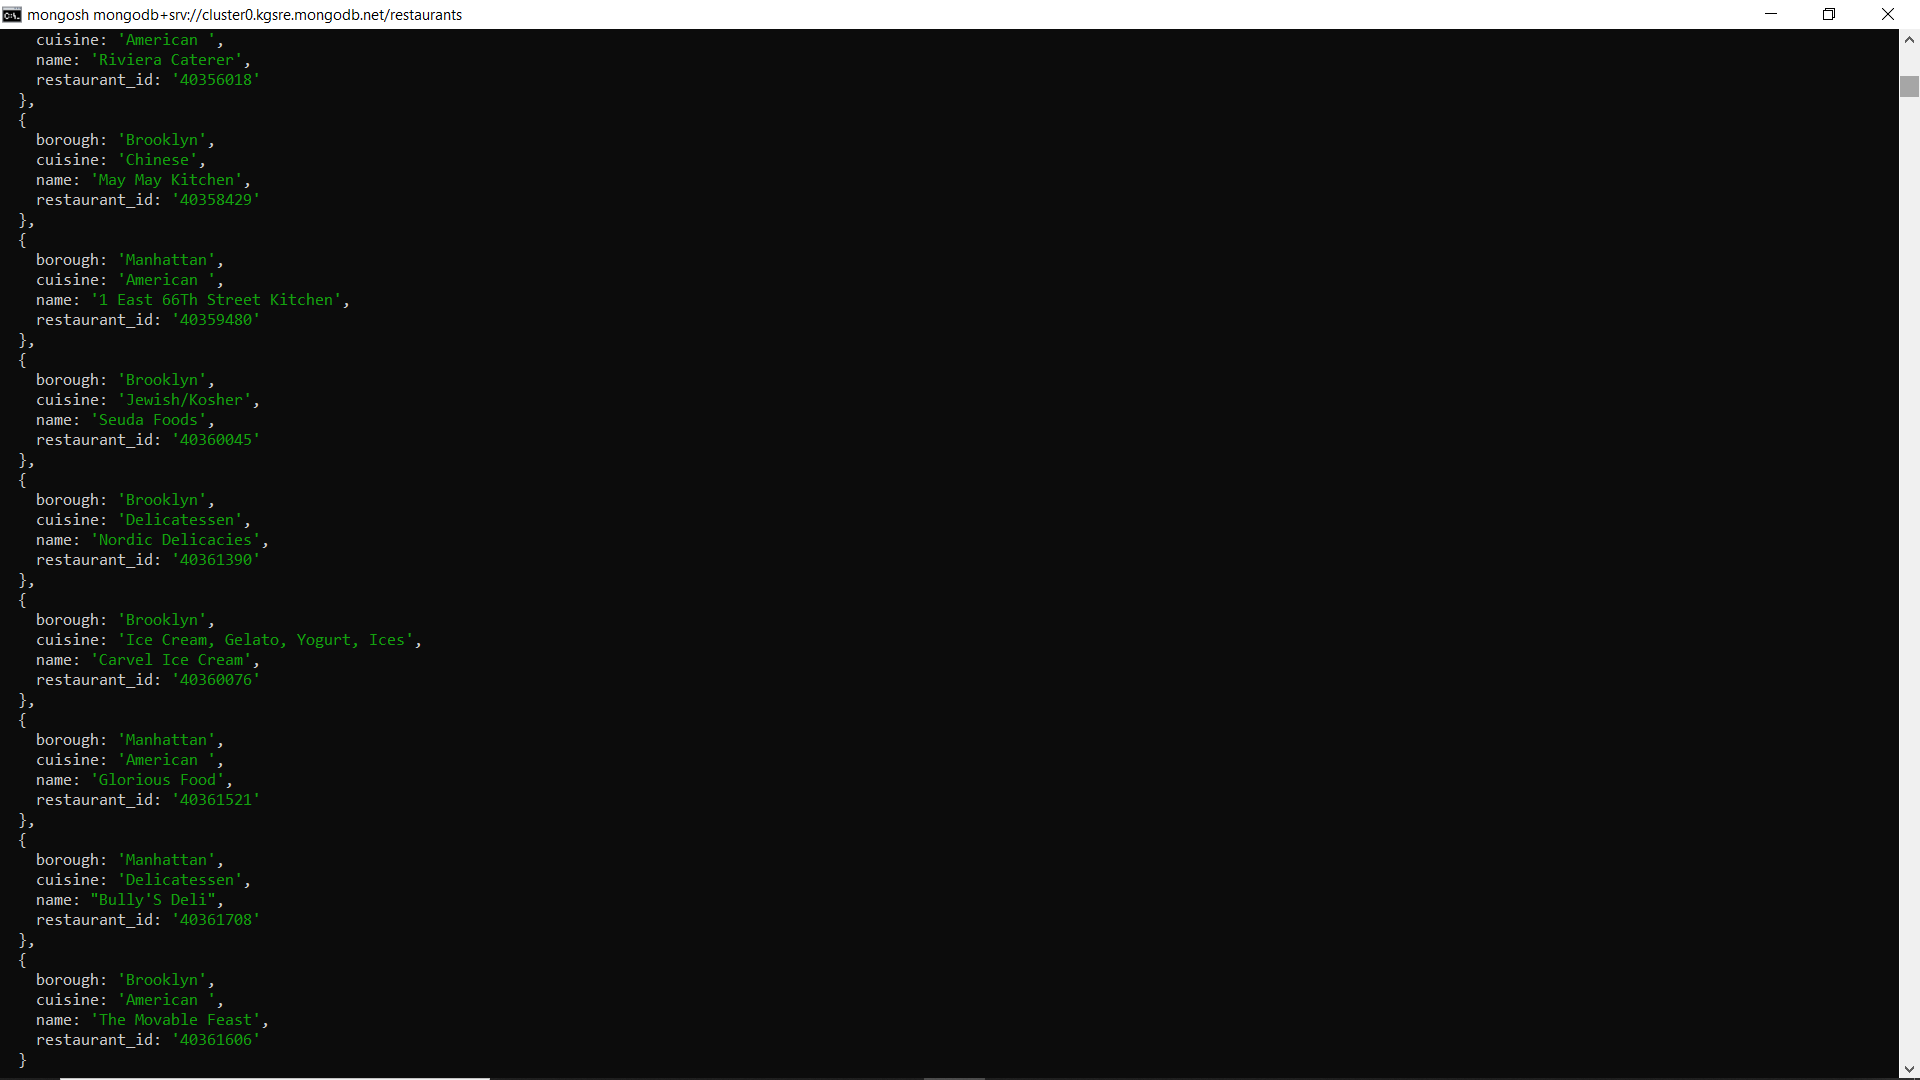 mongosh mongodb+srv://cluster0.kgsre.mongodb.net/restaurants
cuisine: 'American ',
name: 'Riviera Caterer',
restaurant_id: '40356018'
},
{
borough: 'Brooklyn',
cuisine: 'Chinese',
name: 'May May Kitchen',
restaurant_id: '40358429'
},
{
borough: 'Manhattan',
cuisine: 'American ',
name: '1 East 66Th Street Kitchen',
restaurant_id: '40359480'
},
{
borough: 'Brooklyn',
cuisine: 'Jewish/Kosher',
name: 'Seuda Foods',
restaurant_id: '40360045'
},
{
borough: 'Brooklyn',
cuisine: 'Delicatessen',
name: 'Nordic Delicacies',
restaurant_id: '40361390'
},
{
borough: 'Brooklyn',
cuisine: 'Ice Cream, Gelato, Yogurt, Ices',
name: 'Carvel Ice Cream',
restaurant_id: '40360076'
},
{
borough: 'Manhattan',
cuisine: 'American ',
name: 'Glorious Food',
restaurant_id: '40361521'
},
{
borough: 'Manhattan',
cuisine: 'Delicatessen',
name: "Bully'S Deli",
restaurant_id: '40361708'
},
{
borough: 'Brooklyn',
cuisine: 'American ',
name: 'The Movable Feast',
restaurant_id: '40361606'
}